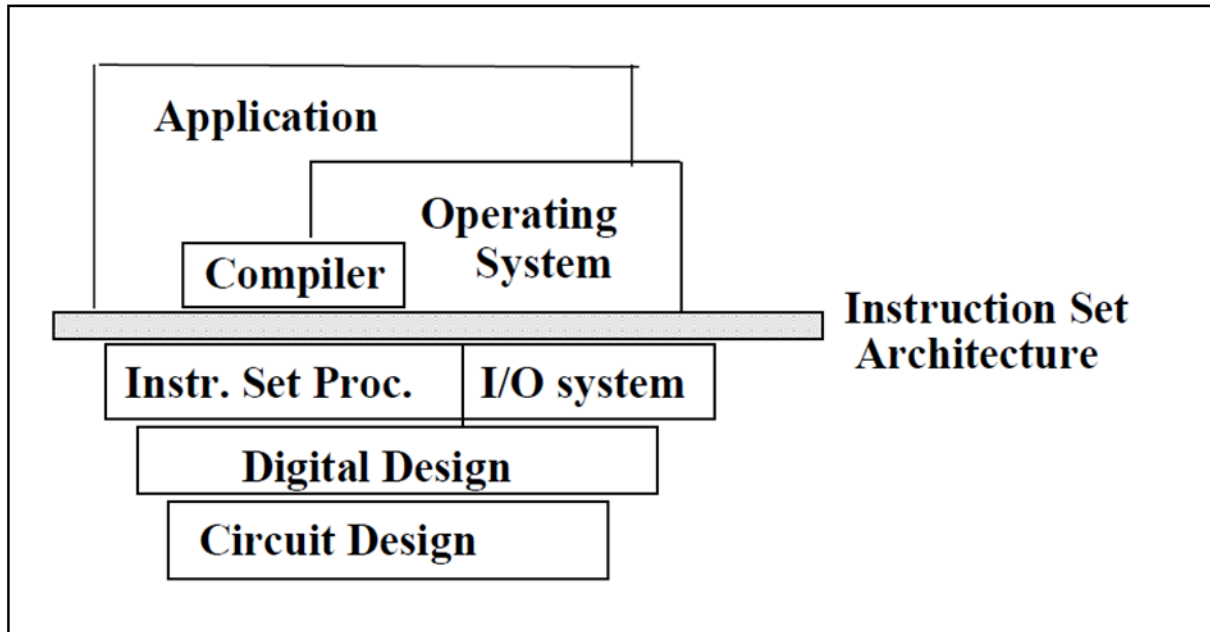 Application
Operating
System
Compiler
Instruction Set
Architecture
Instr. Set Proc.
I/O system
Digital Design
Circuit Design